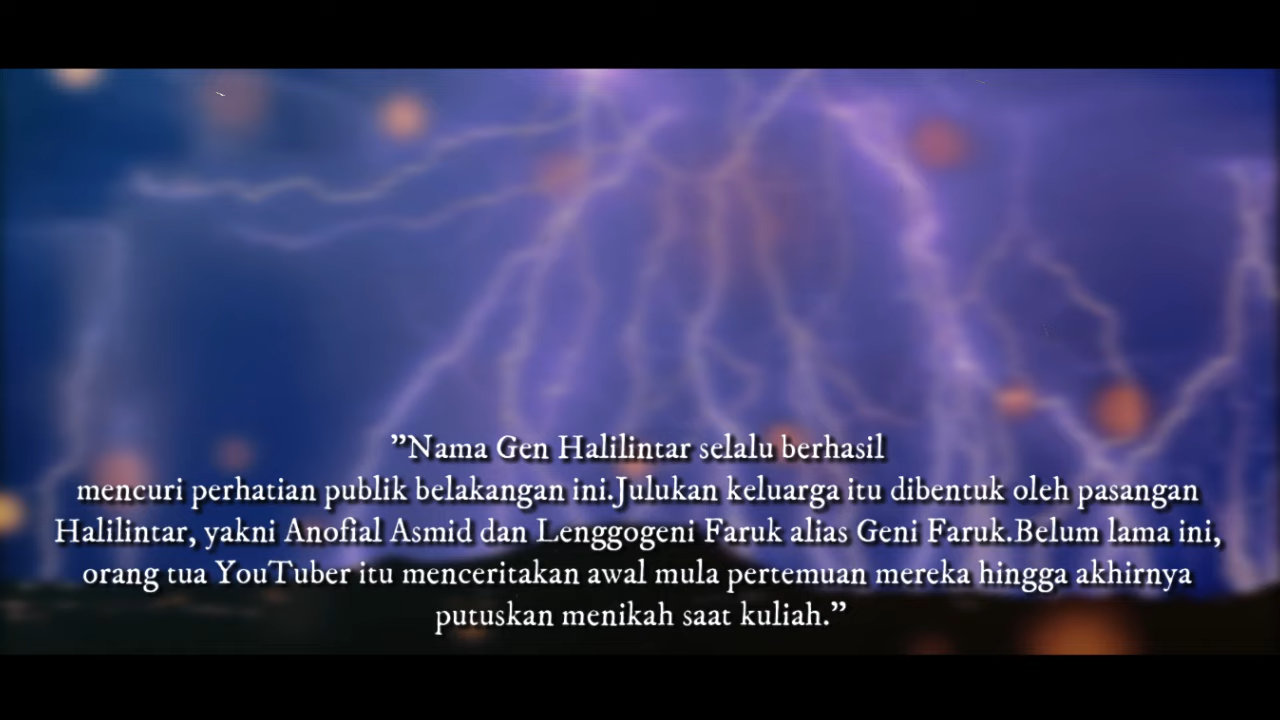 ”Nama Gen Halilintar selalu berhasil
mencuri perhatian publik belakangan ini.Julukan keluarga itu dibentuk oleh pasangan
Halilintar, yakni Anofial Asmid dan Lenggogeni Faruk alias Geni Faruk.Belum lama ini,
orang tua YouTuber itu menceritakan awal mula pertemuan mereka hingga akhirnya
putuskan menikah saat kuliah.”